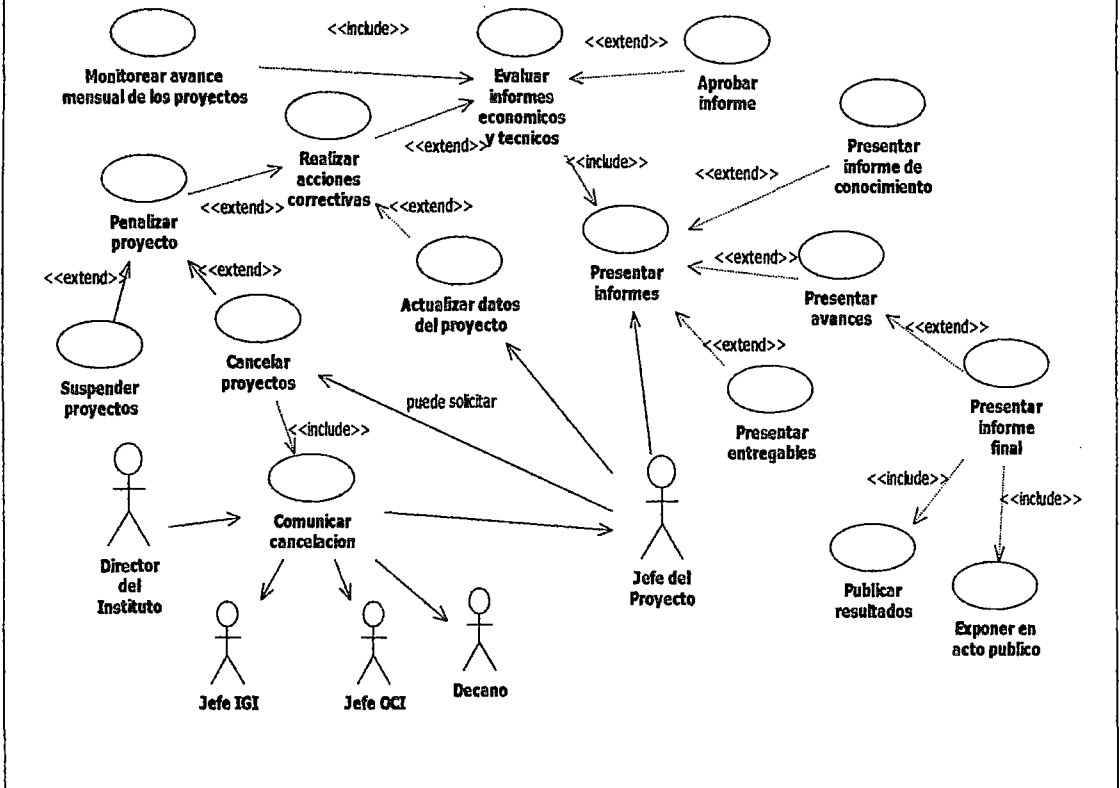 <<include>>
<<extend>>
Monitorear avance
mensual de los proyectos
Evaluar
informes
economicos
y tecnicos
Aprobar
informe
<<extend>>
Realizar
acciones
correctivas
<<include>>
Presentar
informe de
conocimiento
<<extend>>
<<extend>>
Penalizar
proyecto
<<extend>>
<<extend>>
Presentar
informes
Presentar
avances
<<extend>>
<<extend>>
Actualizar datos
del proyecto
<<extend>>
<<extend>>
Suspender
proyectos
Cancelar
proyectos
puede solicitar
Presentar
entregables
Presentar
informe
final
<<include>>
<<include>>
<<include>>
Comunicar
cancelacion
Director
del
Instituto
Jefe del
Proyecto
Publicar
resultados
Exponer en
acto publico
Jefe IGI
Jefe OCI
Decano